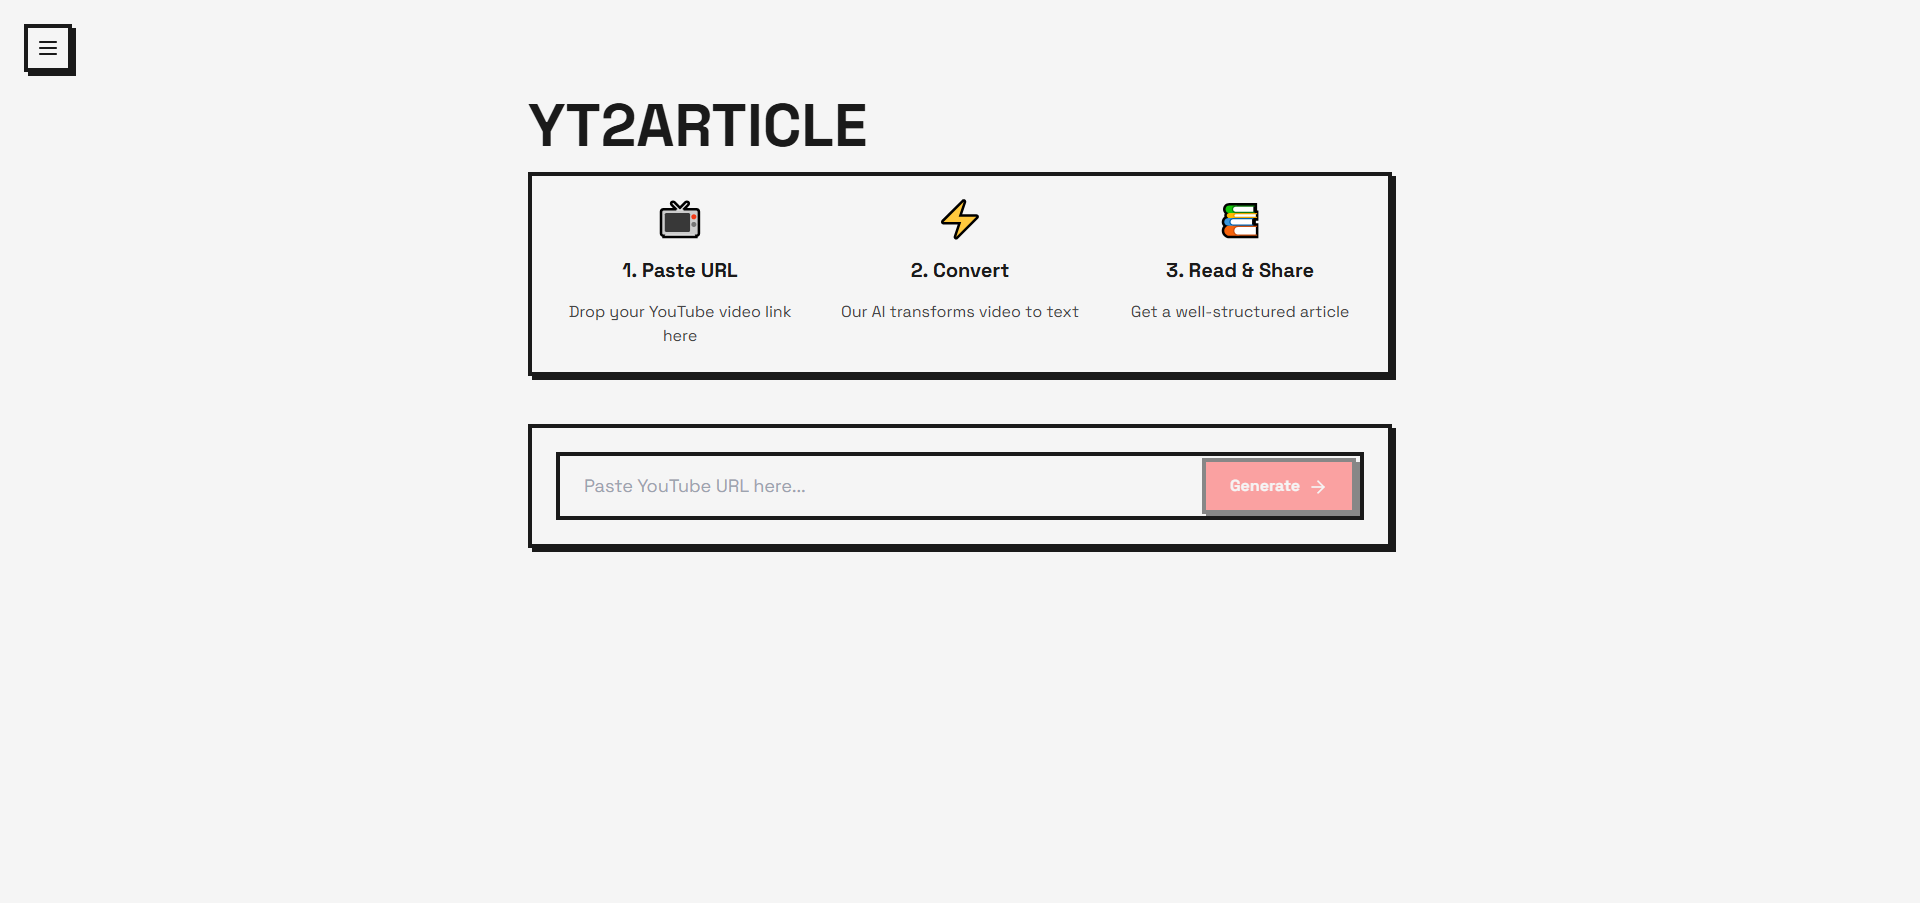 YT2ARTICLE
1. Paste URL
Drop your YouTube video link
here
2. Convert
Our AI transforms video to text
3. Read & Share
Get a well-structured article
Paste YouTube URL here...
Generate →